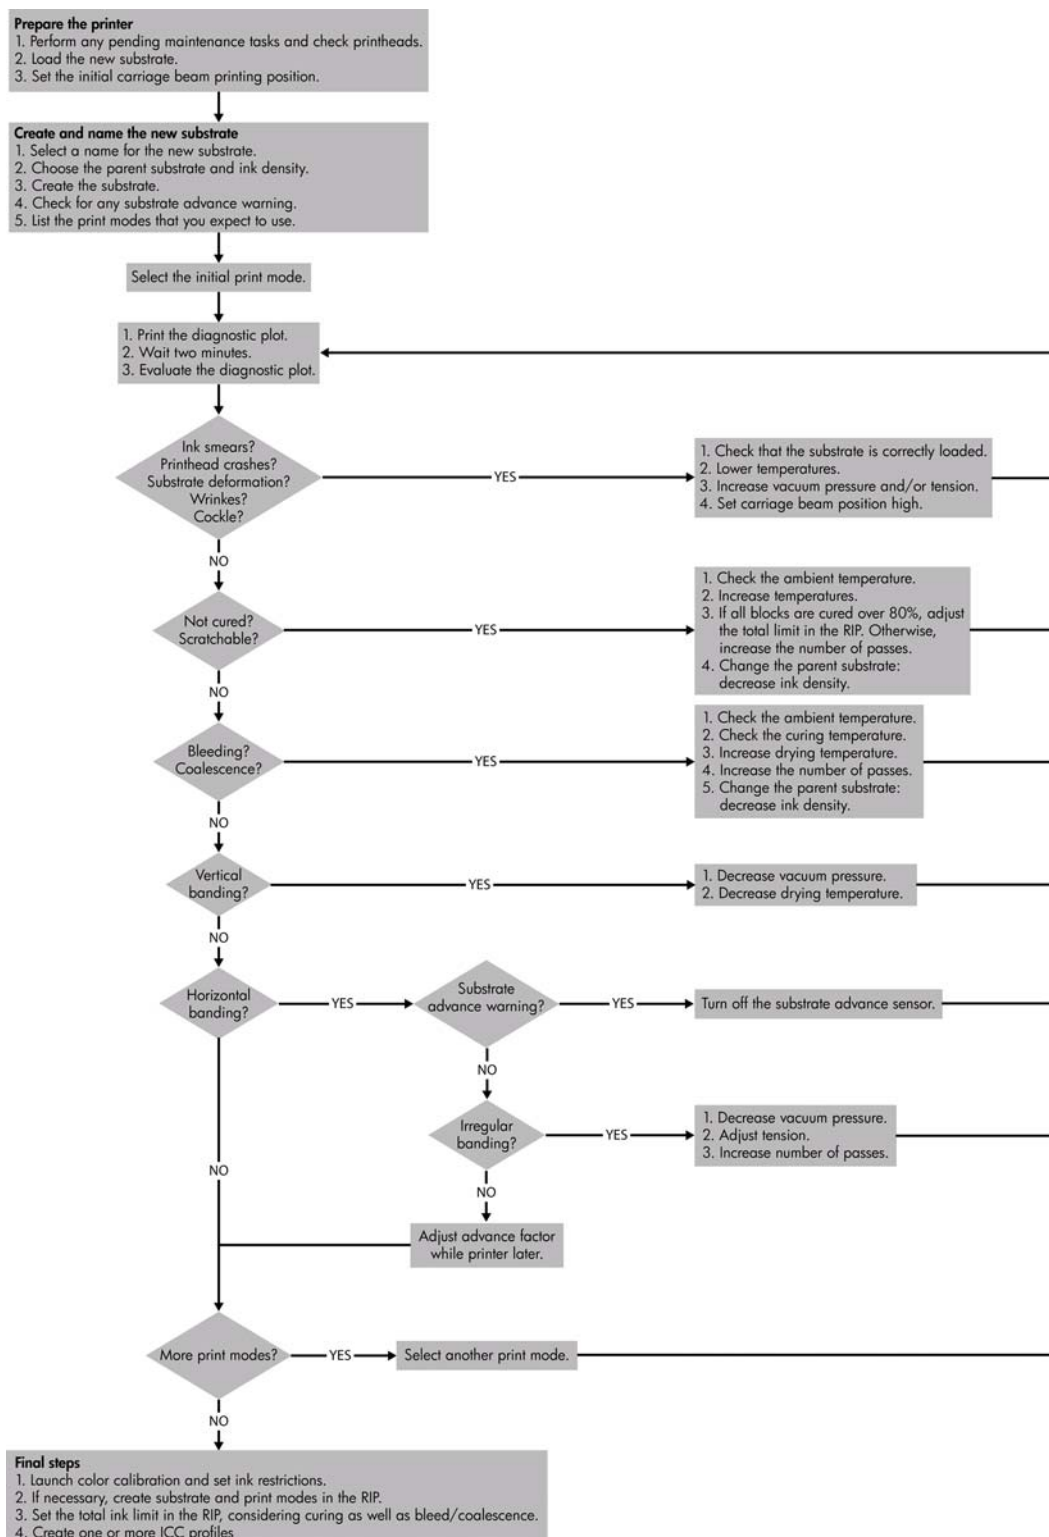 Prepare the printer
1. Perform any pending maintenance tasks and check printheads.
2. Load the new substrate.
3. Set the initial carriage beam printing position.
Create and name the new substrate
1. Select a name for the new substrate.
2. Choose the parent substrate and ink density.
3. Create the substrate.
4. Check for any substrate advance warning.
5. List the print modes that you expect to use.
Select the initial print mode.
1. Print the diagnostic plot.
2. Wait two minutes.
3. Evaluate the diagnostic plot.
Ink smears?
Printhead crashes?
Substrate deformation?
Wrinkes?
Cockle?
YES
1. Check that the substrate is correctly loaded.
2. Lower temperatures.
3. Increase vacuum pressure and/or tension.
4. Set carriage beam position high.
NO
Not cured?
Scratchable?
YES
1. Check the ambient temperature.
2. Increase temperatures.
3. If all blocks are cured over 80%, adjust
the total limit in the RIP. Otherwise,
increase the number of passes.
4. Change the parent substrate:
decrease ink density.
NO
Bleeding?
Coalescence?
YES
1. Check the ambient temperature.
2. Check the curing temperature.
3. Increase drying temperature.
4. Increase the number of passes.
5. Change the parent substrate:
decrease ink density.
NO
Vertical
banding?
YES
1. Decrease vacuum pressure.
2. Decrease drying temperature.
NO
Horizontal
banding?
YES
Substrate
advance warning?
YES
Turn off the substrate advance sensor.
NO
Irregular
banding?
YES
1. Decrease vacuum pressure.
2. Adjust tension.
3. Increase number of passes.
NO
NO
Adjust advance factor
while printer later.
More print modes?
YES
Select another print mode.
NO
Final steps
1. Launch color calibration and set ink restrictions.
2. If necessary, create substrate and print modes in the RIP.
3. Set the total ink limit in the RIP, considering curing as well as bleed/coalescence.
4. Create one or more ICC profiles